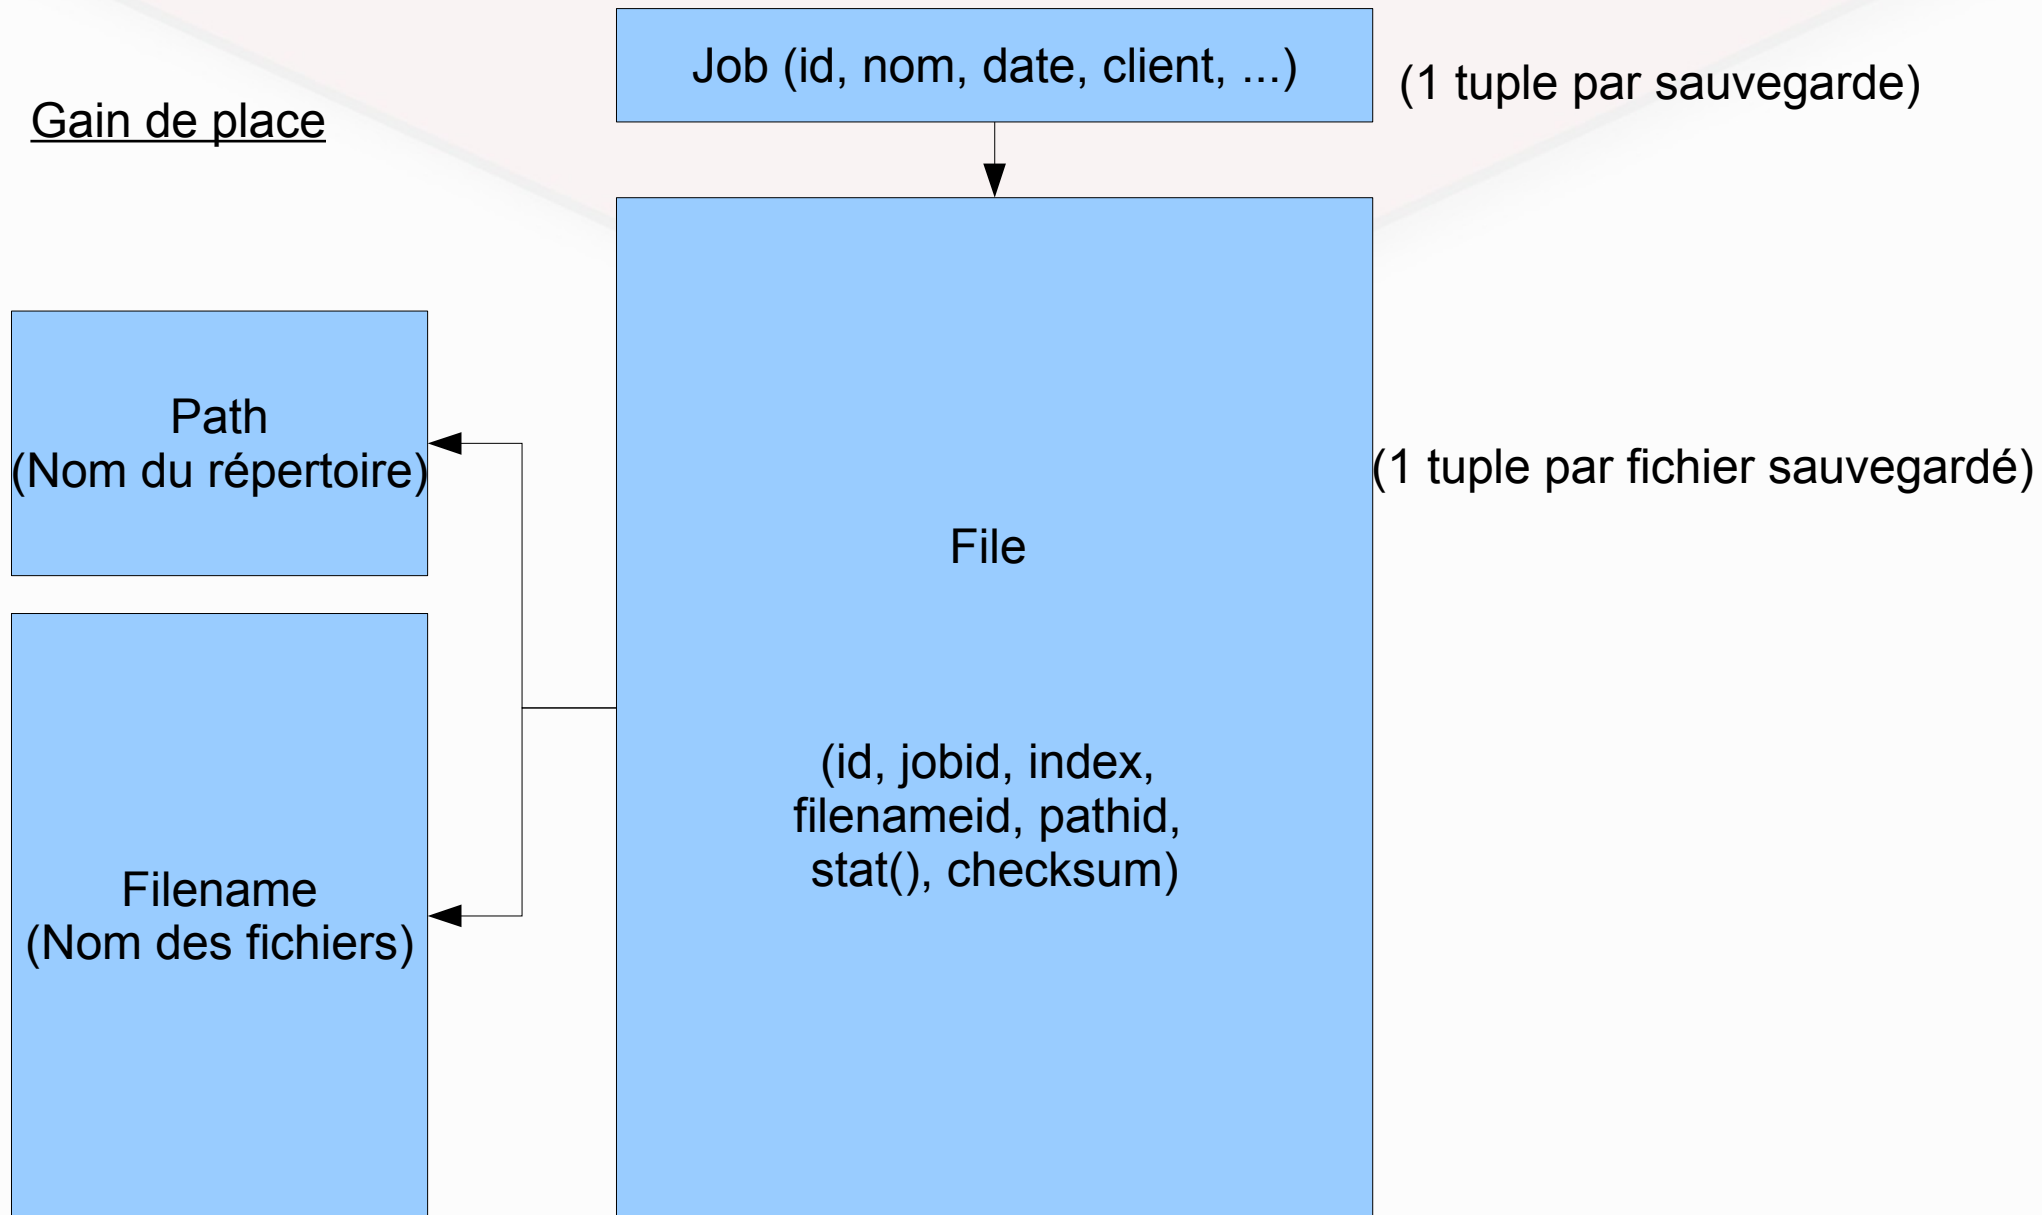 Job (id, nom, date, client, ...)
(1 tuple par sauvegarde)
Gain de place
Path
(Nom du répertoire)
(1 tuple par fichier sauvegardé)
File
(id, jobid, index,
filenameid, pathid,
stat(), checksum)
Filename
(Nom des fichiers)